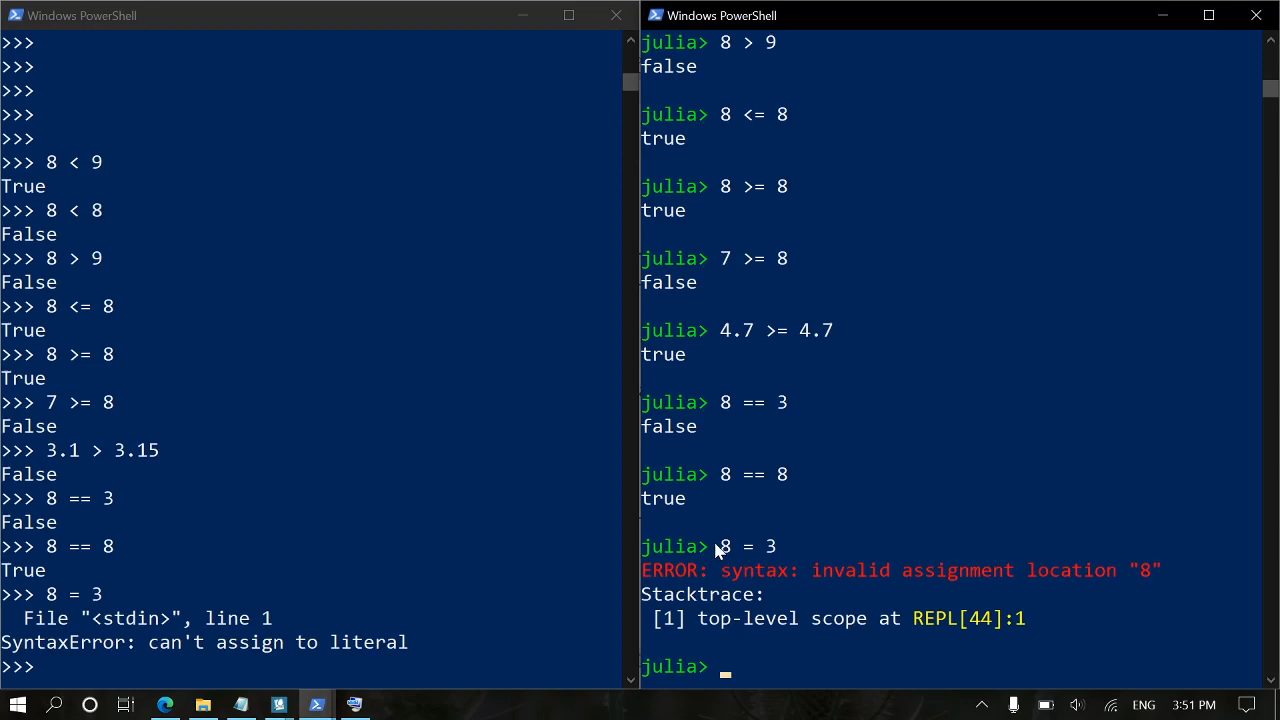 Windows PowerShell
>>>
>>>
>>>
>>>
>>>
>>> 8 < 9
True
>>> 8 < 8
False
>>> 8 > 9
False
>>> 8 <= 8
True
>>> 8 >= 8
True
>>> 7 >= 8
False
>>> 3.1 > 3.15
False
>>> 8 == 3
False
>>> 8 == 8
True
>>> 8 = 3
  File "<stdin>", line 1
SyntaxError: can't assign to literal
>>>
Windows PowerShell
julia> 8 > 9
false
julia> 8 <= 8
true
julia> 8 >= 8
true
julia> 7 >= 8
false
julia> 4.7 >= 4.7
true
julia> 8 == 3
false
julia> 8 == 8
true
julia> 8 = 3
ERROR: syntax: invalid assignment location "8"
Stacktrace:
 [1] top-level scope at REPL[44]:1
julia>
ENG 3:51 PM